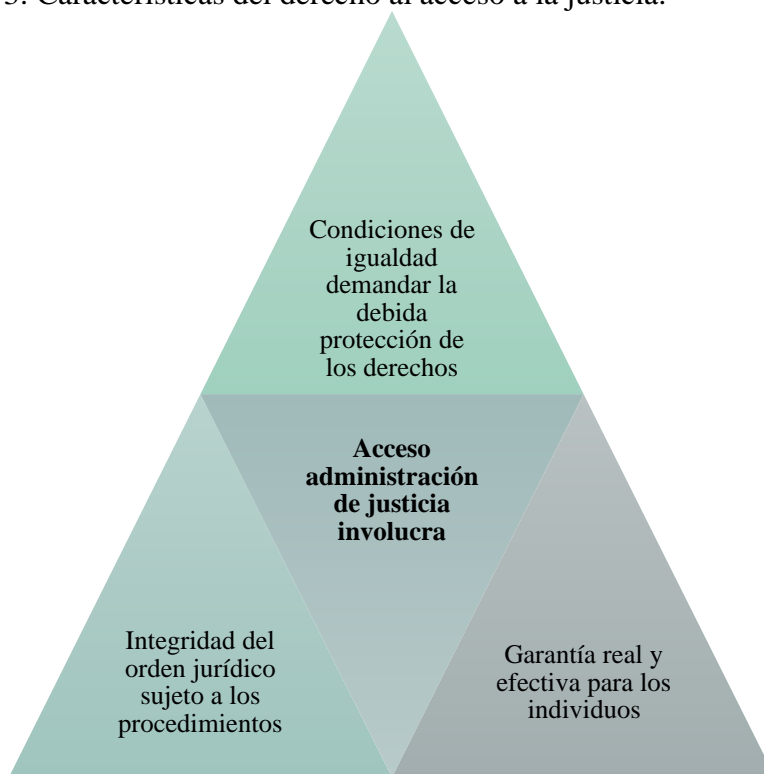 3. Características del derecho al acceso a la justicia.
Condiciones de
igualdad
demandar la
debida
protección de
los derechos
Acceso
administración
de justicia
involucra
Integridad del
orden jurídico
sujeto a los
procedimientos
Garantía real y
efectiva para los
individuos